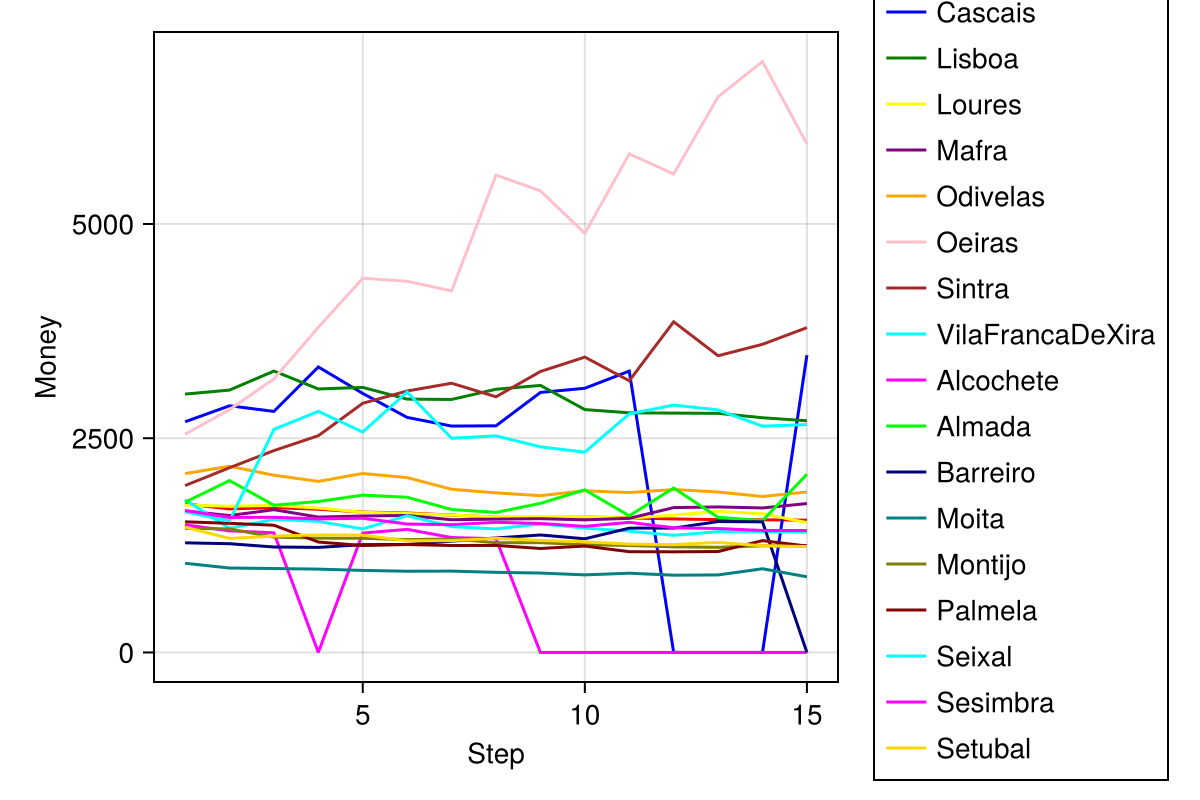 Cascais
Lisboa
Loures
Mafra
Odivelas
Oeiras
Sintra
VilaFrancaDeXira
Alcochete
Almada
Barreiro
Moita
Montijo
Palmela
Seixal
Sesimbra
Setubal
5000
2500
0
Money
5
10
15
Step